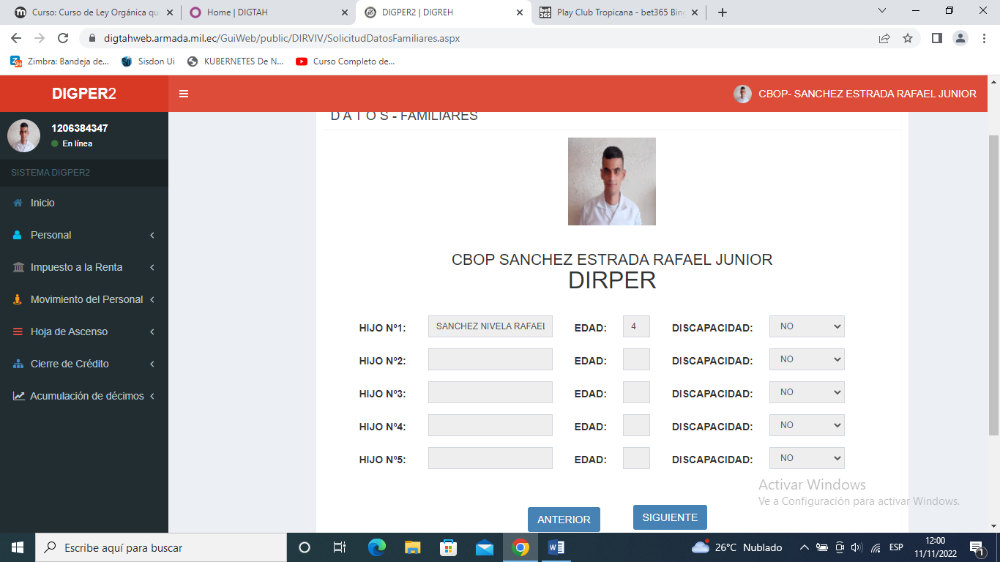 Curso: Curso de Ley Orgánica que
Home | DIGTAH
DIGPER2 | DIGREH
bet365
Play Club Tropicana - bet365 Bing
digtahweb.armada.mil.ec/GuiWeb/public/DIRVIV/SolicitudDatosFamiliares.aspx
Zimbra: Bandeja de...
Sisdon Ui
KUBERNETES De N...
Curso Completo de...
DIGPER2
CBOP- SANCHEZ ESTRADA RAFAEL JUNIOR
1206384347
En línea
SISTEMA DIGPER2
Inicio
Personal
Impuesto a la Renta
Movimiento del Personal
Hoja de Ascenso
Cierre de Crédito
Acumulación de décimos
D A T O S - FAMILIARES
CBOP SANCHEZ ESTRADA RAFAEL JUNIOR
DIRPER
HIJO Nº1: SANCHEZ NIVELA RAFAEL EDAD: 4 DISCAPACIDAD: NO
HIJO Nº2: EDAD: DISCAPACIDAD: NO
HIJO Nº3: EDAD: DISCAPACIDAD: NO
HIJO Nº4: EDAD: DISCAPACIDAD: NO
HIJO Nº5: EDAD: DISCAPACIDAD: NO
ANTERIOR SIGUIENTE
Activar Windows
Ve a Configuración para activar Windows.
Escribe aquí para buscar
26°C Nublado
ESP
12:00
11/11/2022
1